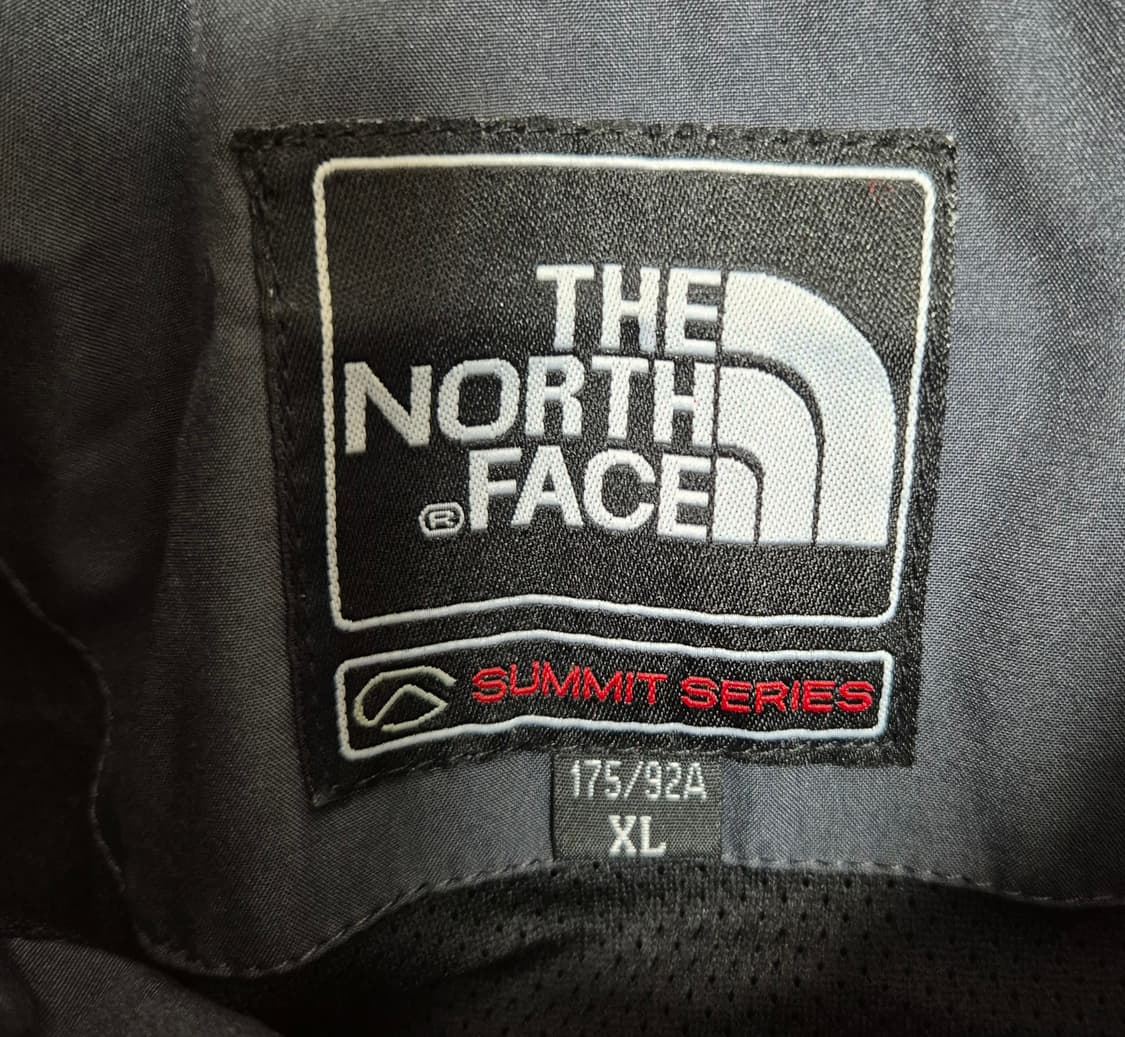 THE
NORTH
®FACE
SUMMIT SERIES
175/92A
XL